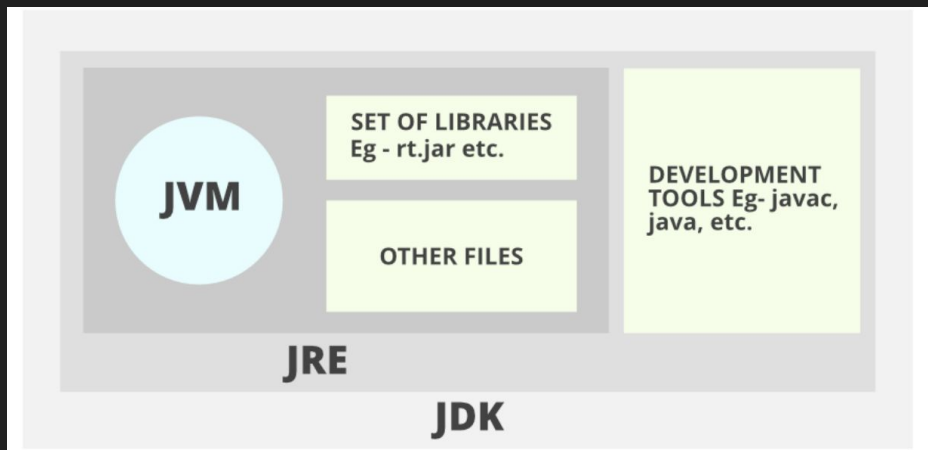 JVM
SET OF LIBRARIES
Eg - rt.jar etc.
OTHER FILES
DEVELOPMENT
TOOLS Eg- javac,
java, etc.
JRE
JDK